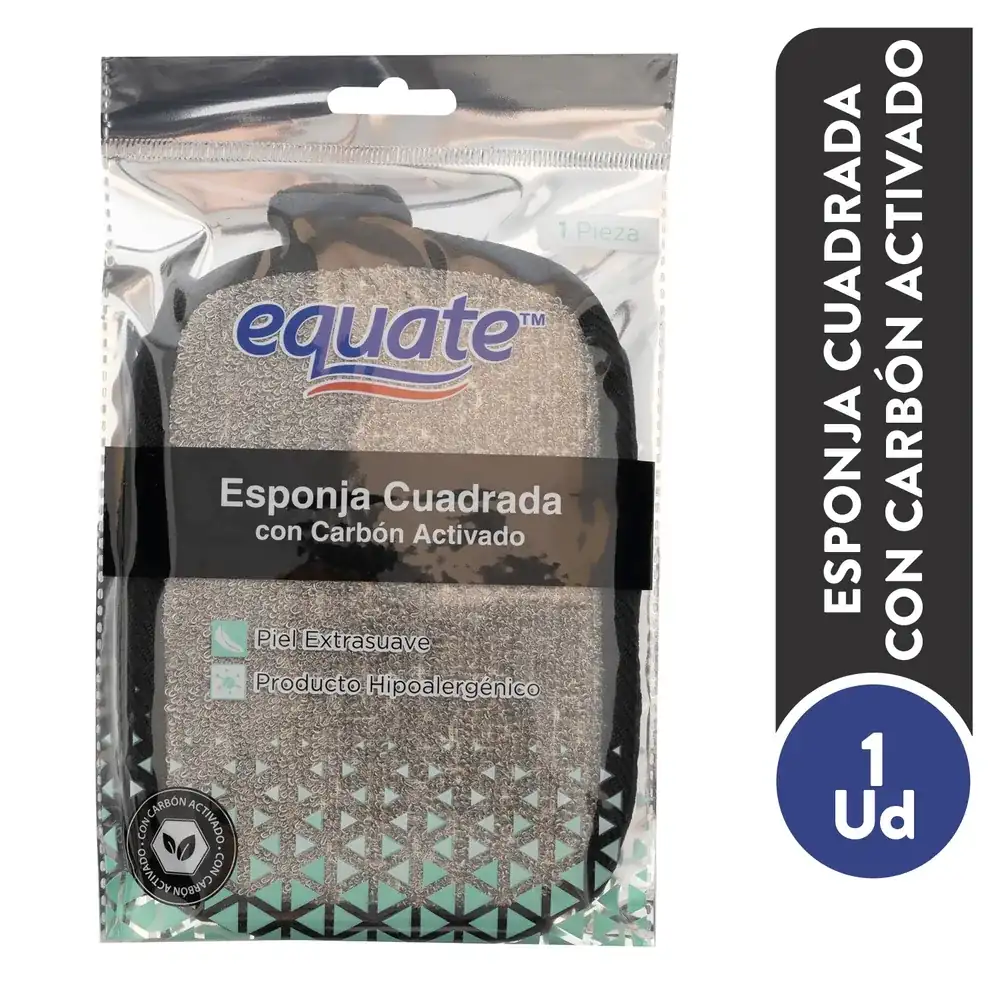 1 Pieza
equate™
Esponja Cuadrada
con Carbón Activado
Piel Extrasuave
Producto Hipoalergénico
CON CARBÓN ACTIVADO • CON CARBÓN ACTIVADO •
ESPONJA CUADRADA
CON CARBÓN ACTIVADO
1
Ud